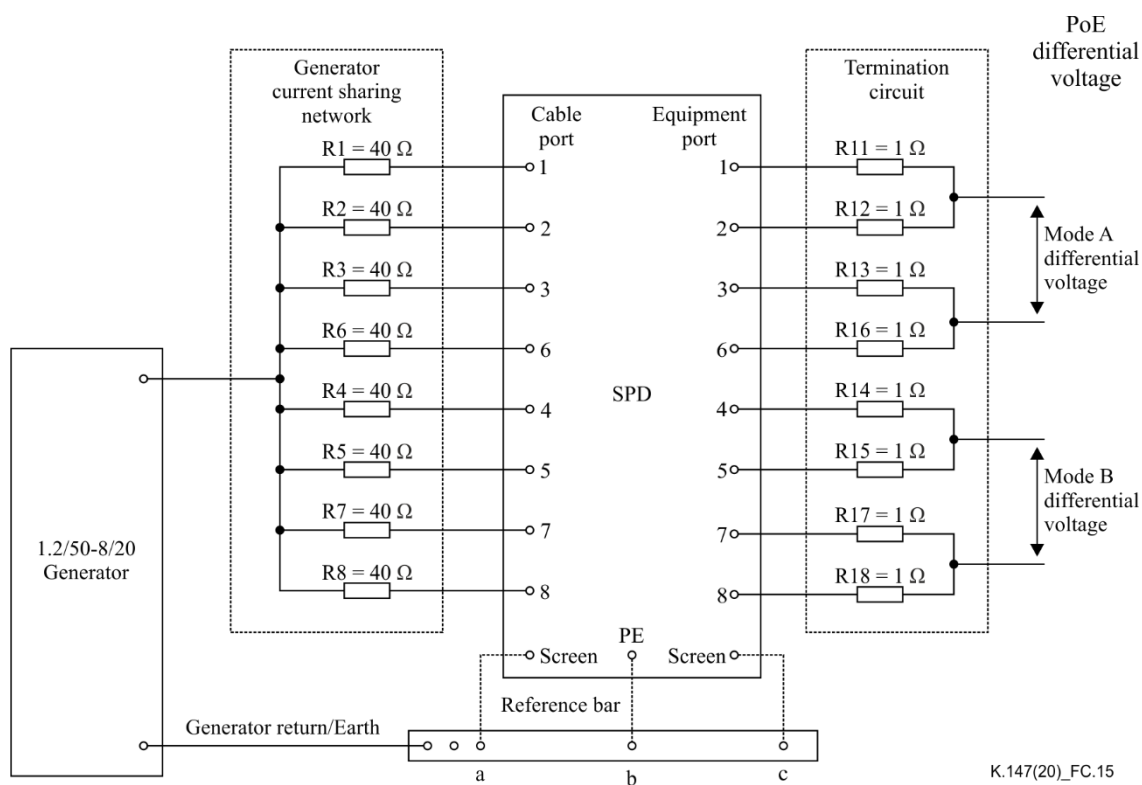 PoE
differential
voltage
Generator
current sharing
network
Termination
circuit
Cable
port
Equipment
port
R1 = 40 Ω
1
1
R11 = 1 Ω
R2 = 40 Ω
2
2
R12 = 1 Ω
Mode A
differential
voltage
R3 = 40 Ω
3
3
R13 = 1 Ω
R6 = 40 Ω
6
6
R16 = 1 Ω
SPD
R4 = 40 Ω
4
4
R14 = 1 Ω
R5 = 40 Ω
5
5
R15 = 1 Ω
Mode B
differential
voltage
R7 = 40 Ω
7
7
R17 = 1 Ω
R8 = 40 Ω
8
8
R18 = 1 Ω
1.2/50-8/20
Generator
PE
Screen
Screen
Reference bar
Generator return/Earth
a
b
c
K.147(20)_FC.15